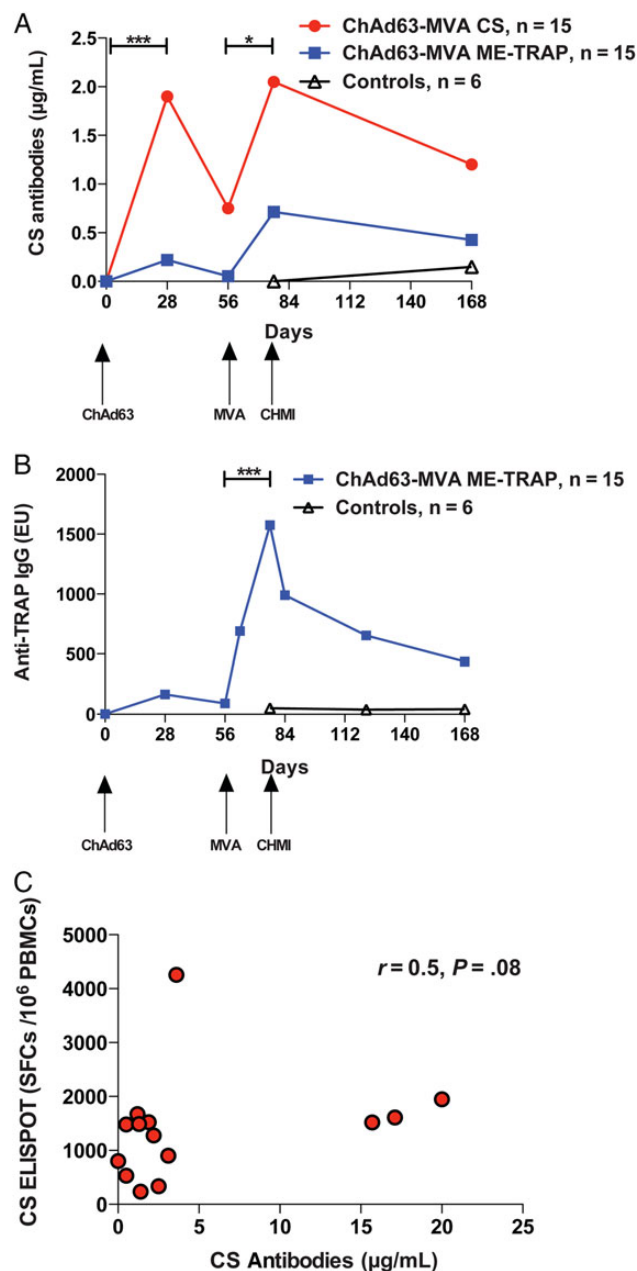 A
ChAd63-MVA CS, n = 15
ChAd63-MVA ME-TRAP, n = 15
Controls, n = 6
***
*
CS antibodies (µg/mL)
2.5
2.0
1.5
1.0
0.5
0.0
0 28 56 84 112 140 168
Days
ChAd63 MVA CHMI
B
ChAd63-MVA ME-TRAP, n = 15
Controls, n = 6
***
Anti-TRAP IgG (EU)
2000
1500
1000
500
0
0 28 56 84 112 140 168
Days
ChAd63 MVA CHMI
C
r = 0.5, P = .08
CS ELISPOT (SFCs /10⁶ PBMCs)
5000
4000
3000
2000
1000
0
0 5 10 15 20 25
CS Antibodies (µg/mL)